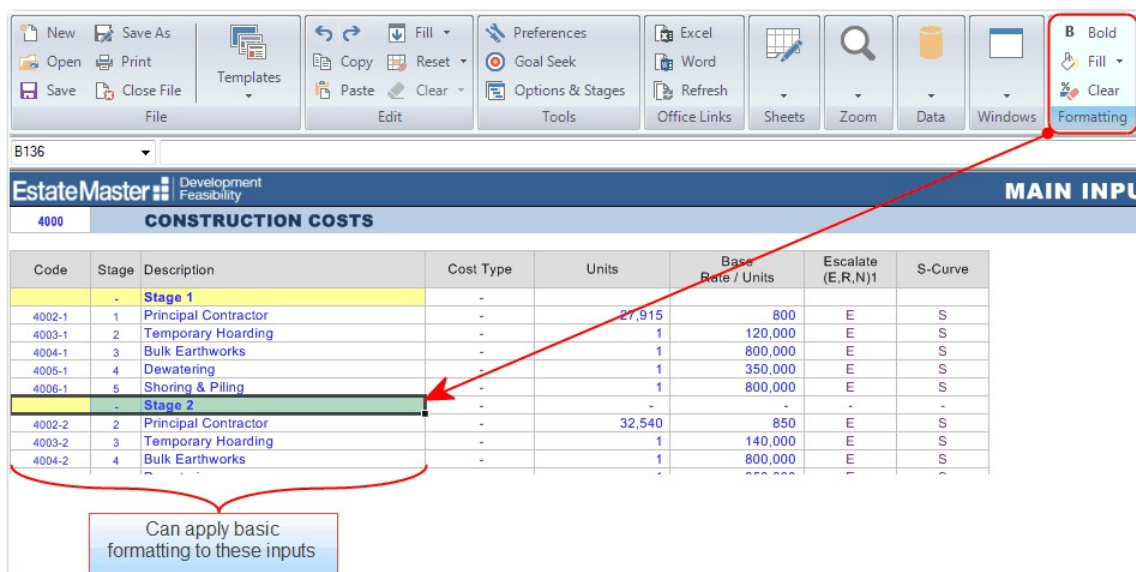 New Save As Fill Preferences Excel B Bold
Open Print Copy Reset Goal Seek Word Fill
Save Close File Templates Paste Clear Options & Stages Refresh Clear
File Edit Tools Office Links Sheets Zoom Data Windows Formatting
B136
EstateMaster Development Feasibility MAIN INPU
4000 CONSTRUCTION COSTS
Code Stage Description Cost Type Units Base Rate / Units Escalate (E,R,N)1 S-Curve
- Stage 1 -
4002-1 1 Principal Contractor - 27,915 800 E S
4003-1 2 Temporary Hoarding - 1 120,000 E S
4004-1 3 Bulk Earthworks - 1 800,000 E S
4005-1 4 Dewatering - 1 350,000 E S
4006-1 5 Shoring & Piling - 1 800,000 E S
- Stage 2 - - - - -
4002-2 2 Principal Contractor - 32,540 850 E S
4003-2 3 Temporary Hoarding - 1 140,000 E S
4004-2 4 Bulk Earthworks - 1 800,000 E S
Can apply basic
formatting to these inputs